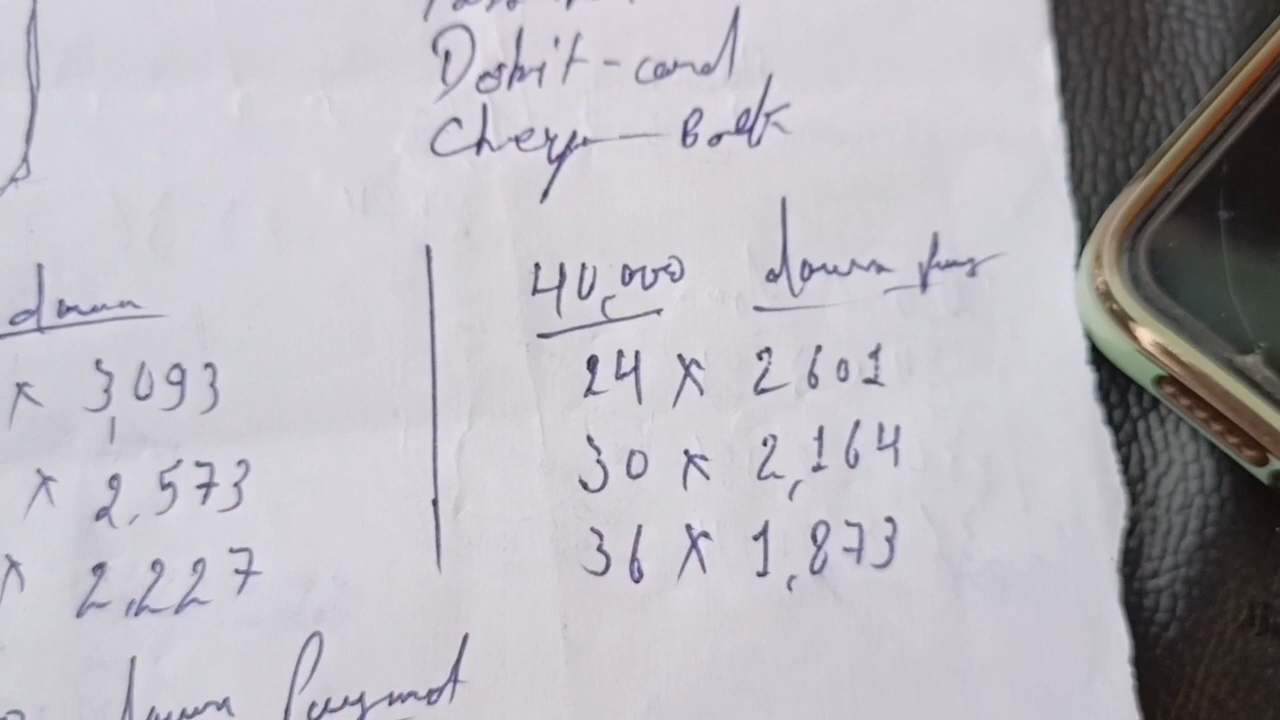 Debit-card
Cheque Book
down
x 3,093
x 2,573
x 2,227
40,000 down pay
24 x 2601
30 x 2,164
36 x 1,873
down Payment